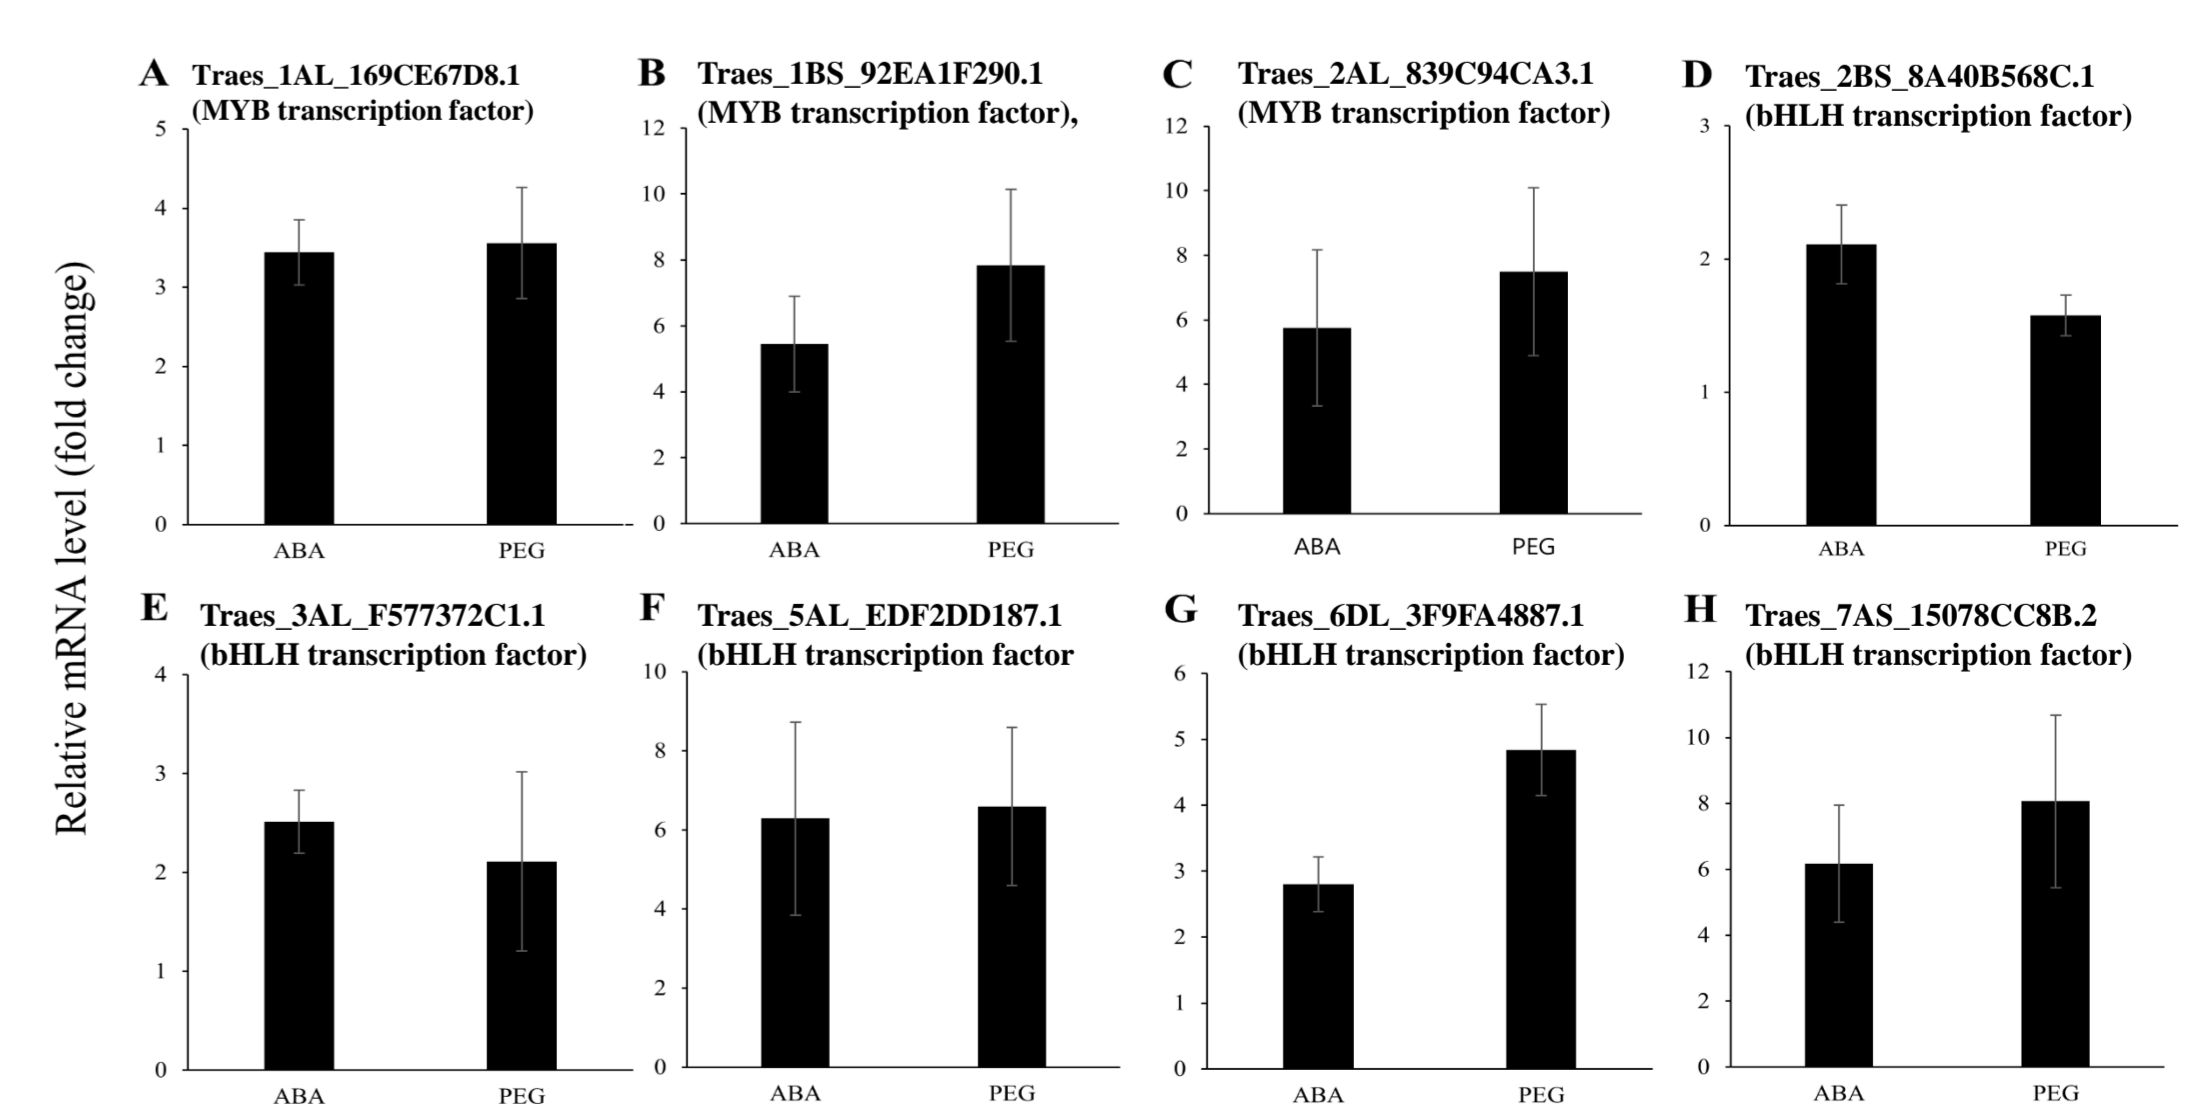 Relative mRNA level (fold change)
A Traes_1AL_169CE67D8.1
(MYB transcription factor)
5
4
3
2
1
0
ABA PEG
B Traes_1BS_92EA1F290.1
(MYB transcription factor),
12
10
8
6
4
2
0
ABA PEG
C Traes_2AL_839C94CA3.1
(MYB transcription factor)
12
10
8
6
4
2
0
ABA PEG
D Traes_2BS_8A40B568C.1
(bHLH transcription factor)
3
2
1
0
ABA PEG
E Traes_3AL_F577372C1.1
(bHLH transcription factor)
4
3
2
1
0
ABA PEG
F Traes_5AL_EDF2DD187.1
(bHLH transcription factor
10
8
6
4
2
0
ABA PEG
G Traes_6DL_3F9FA4887.1
(bHLH transcription factor)
6
5
4
3
2
1
0
ABA PEG
H Traes_7AS_15078CC8B.2
(bHLH transcription factor)
12
10
8
6
4
2
0
ABA PEG